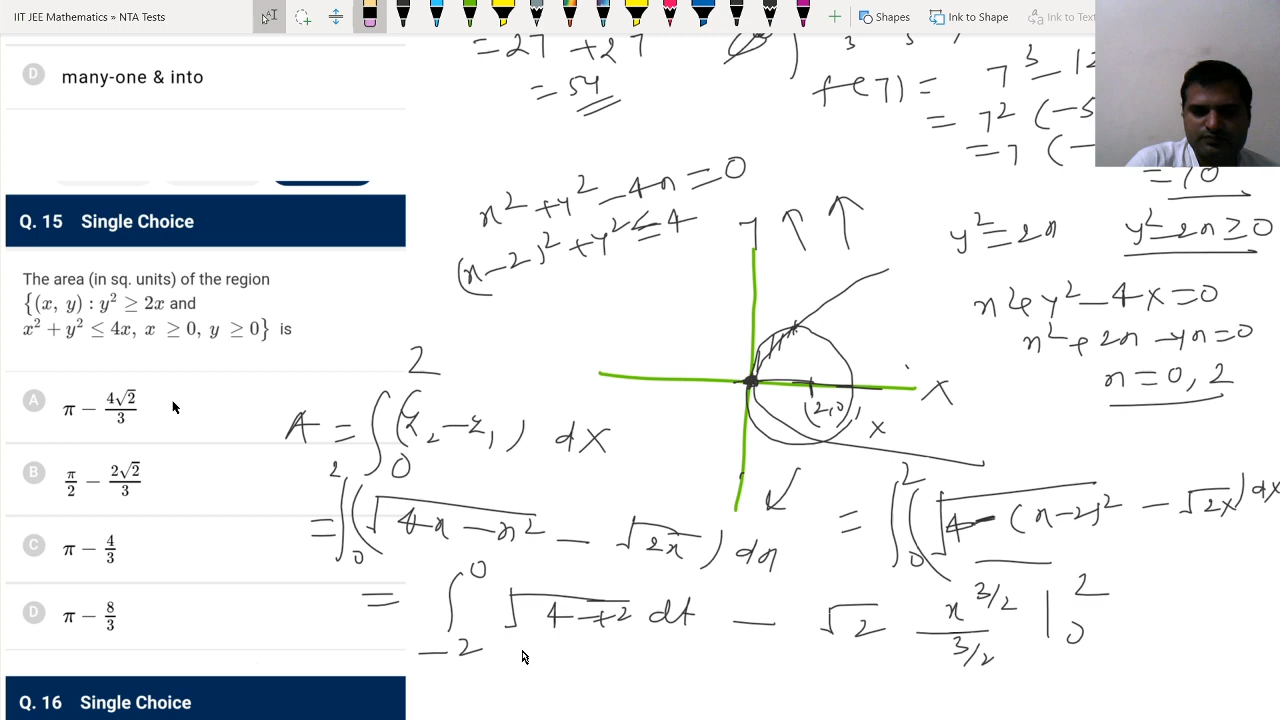 IIT JEE Mathematics » NTA Tests
Shapes
Ink to Shape
Ink to Text
D many-one & into
Q. 15 Single Choice
The area (in sq. units) of the region
{(x, y) : y² ≥ 2x and
x² + y² ≤ 4x, x ≥ 0, y ≥ 0} is
A π − 4√2/3
B π/2 − 2√2/3
C π − 4/3
D π − 8/3
Q. 16 Single Choice
= 27 + 27
= 54
f(7) = 7³ − 12
= 7² (−5
= 7 (−
= 70
x² + y² − 4x = 0
(x − 2)² + y² ≤ 4
y² = 2x
y² − 2x ≥ 0
x² + y² − 4x = 0
x² + 2x − 4x = 0
x = 0, 2
y
X
(2,0)
x
A = ∫₀² (y₂ − y₁) dx
= ∫₀² (√(4x − x²) − √2x) dx
= ∫₀² (√(4 − (x−2)²) − √2x) dx
= ∫₋₂⁰ √(4 − t²) dt − √2 x^(3/2)/(3/2) |₀²